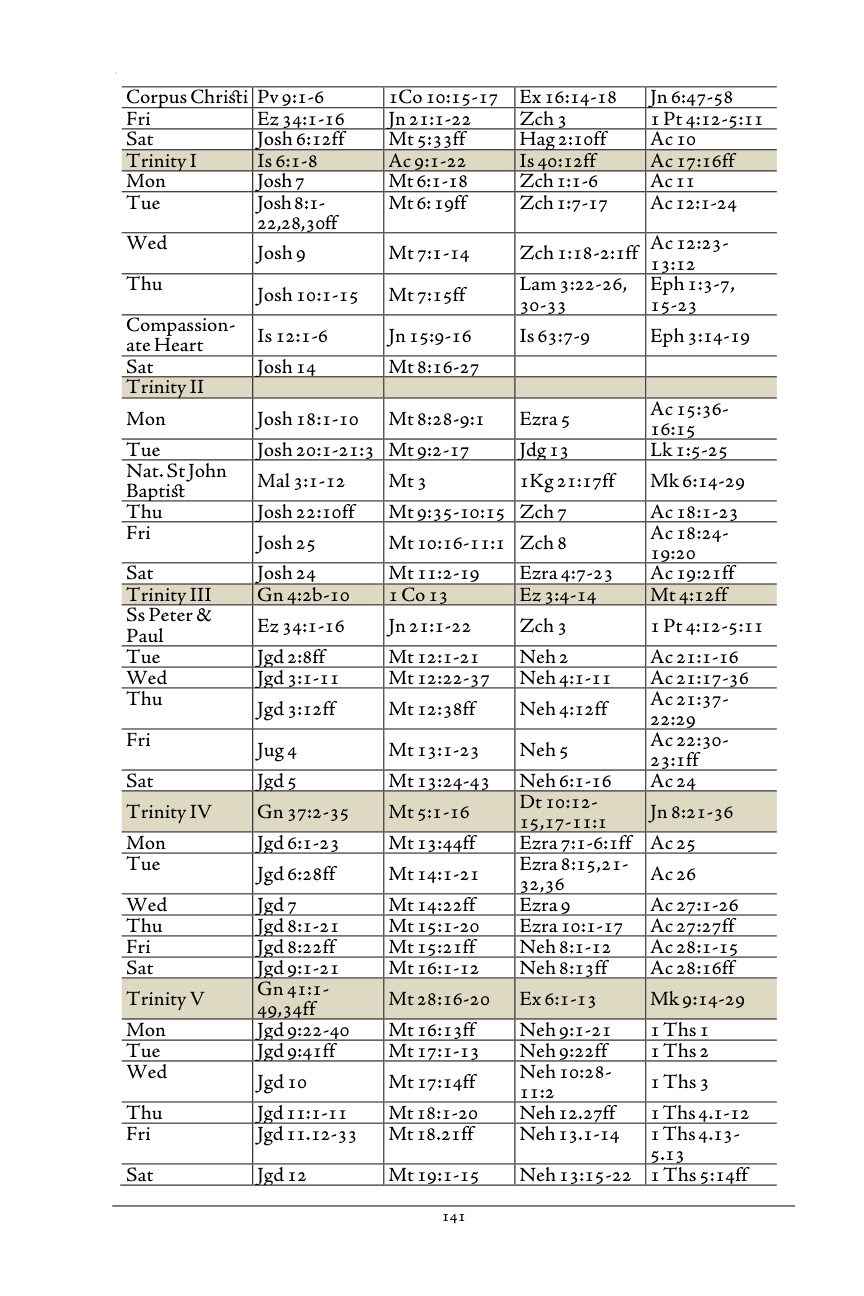 Corpus Christi Pv 9:1-6 1Co 10:15-17 Ex 16:14-18 Jn 6:47-58
Fri Ez 34:1-16 Jn 21:1-22 Zch 3 1 Pt 4:12-5:11
Sat Josh 6:12ff Mt 5:33ff Hag 2:10ff Ac 10
Trinity I Is 6:1-8 Ac 9:1-22 Is 40:12ff Ac 17:16ff
Mon Josh 7 Mt 6:1-18 Zch 1:1-6 Ac 11
Tue Josh 8:1- Mt 6: 19ff Zch 1:7-17 Ac 12:1-24
22,28,30ff
Wed Josh 9 Mt 7:1-14 Zch 1:18-2:1ff Ac 12:23-
13:12
Thu Josh 10:1-15 Mt 7:15ff Lam 3:22-26, Eph 1:3-7,
30-33 15-23
Compassion- Is 12:1-6 Jn 15:9-16 Is 63:7-9 Eph 3:14-19
ate Heart
Sat Josh 14 Mt 8:16-27
Trinity II
Mon Josh 18:1-10 Mt 8:28-9:1 Ezra 5 Ac 15:36-
16:15
Tue Josh 20:1-21:3 Mt 9:2-17 Jdg 13 Lk 1:5-25
Nat. St John Mal 3:1-12 Mt 3 1Kg 21:17ff Mk 6:14-29
Baptist
Thu Josh 22:10ff Mt 9:35-10:15 Zch 7 Ac 18:1-23
Fri Josh 25 Mt 10:16-11:1 Zch 8 Ac 18:24-
19:20
Sat Josh 24 Mt 11:2-19 Ezra 4:7-23 Ac 19:21ff
Trinity III Gn 4:2b-10 1 Co 13 Ez 3:4-14 Mt 4:12ff
Ss Peter & Ez 34:1-16 Jn 21:1-22 Zch 3 1 Pt 4:12-5:11
Paul
Tue Jgd 2:8ff Mt 12:1-21 Neh 2 Ac 21:1-16
Wed Jgd 3:1-11 Mt 12:22-37 Neh 4:1-11 Ac 21:17-36
Thu Jgd 3:12ff Mt 12:38ff Neh 4:12ff Ac 21:37-
22:29
Fri Jug 4 Mt 13:1-23 Neh 5 Ac 22:30-
23:1ff
Sat Jgd 5 Mt 13:24-43 Neh 6:1-16 Ac 24
Trinity IV Gn 37:2-35 Mt 5:1-16 Dt 10:12- Jn 8:21-36
15,17-11:1
Mon Jgd 6:1-23 Mt 13:44ff Ezra 7:1-6:1ff Ac 25
Tue Jgd 6:28ff Mt 14:1-21 Ezra 8:15,21- Ac 26
32,36
Wed Jgd 7 Mt 14:22ff Ezra 9 Ac 27:1-26
Thu Jgd 8:1-21 Mt 15:1-20 Ezra 10:1-17 Ac 27:27ff
Fri Jgd 8:22ff Mt 15:21ff Neh 8:1-12 Ac 28:1-15
Sat Jgd 9:1-21 Mt 16:1-12 Neh 8:13ff Ac 28:16ff
Trinity V Gn 41:1- Mt 28:16-20 Ex 6:1-13 Mk 9:14-29
49,34ff
Mon Jgd 9:22-40 Mt 16:13ff Neh 9:1-21 1 Ths 1
Tue Jgd 9:41ff Mt 17:1-13 Neh 9:22ff 1 Ths 2
Wed Jgd 10 Mt 17:14ff Neh 10:28- 1 Ths 3
11:2
Thu Jgd 11:1-11 Mt 18:1-20 Neh 12.27ff 1 Ths 4.1-12
Fri Jgd 11.12-33 Mt 18.21ff Neh 13.1-14 1 Ths 4.13-
5.13
Sat Jgd 12 Mt 19:1-15 Neh 13:15-22 1 Ths 5:14ff
141